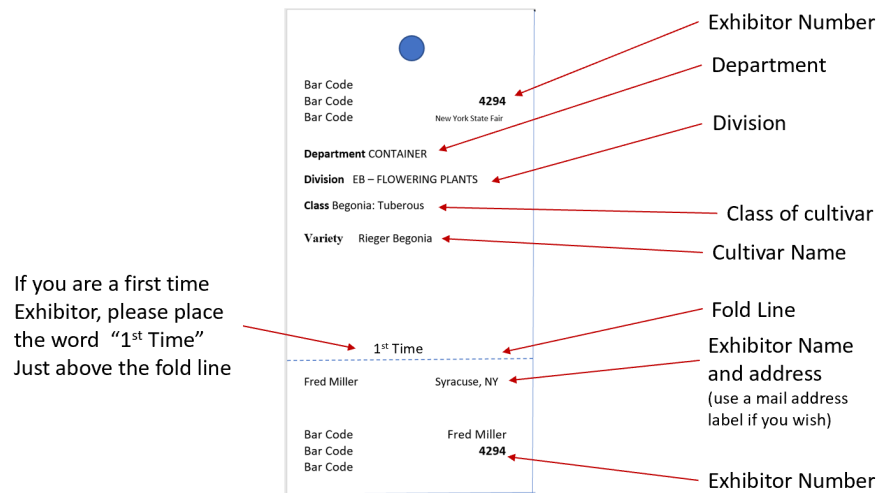 Exhibitor Number
Department
Division
Class of cultivar
Cultivar Name
Fold Line
Exhibitor Name
and address
(use a mail address
label if you wish)
Exhibitor Number
If you are a first time
Exhibitor, please place
the word “1st Time”
Just above the fold line
Bar Code
Bar Code 4294
Bar Code New York State Fair
Department CONTAINER
Division EB – FLOWERING PLANTS
Class Begonia: Tuberous
Variety Rieger Begonia
1st Time
Fred Miller Syracuse, NY
Bar Code Fred Miller
Bar Code 4294
Bar Code